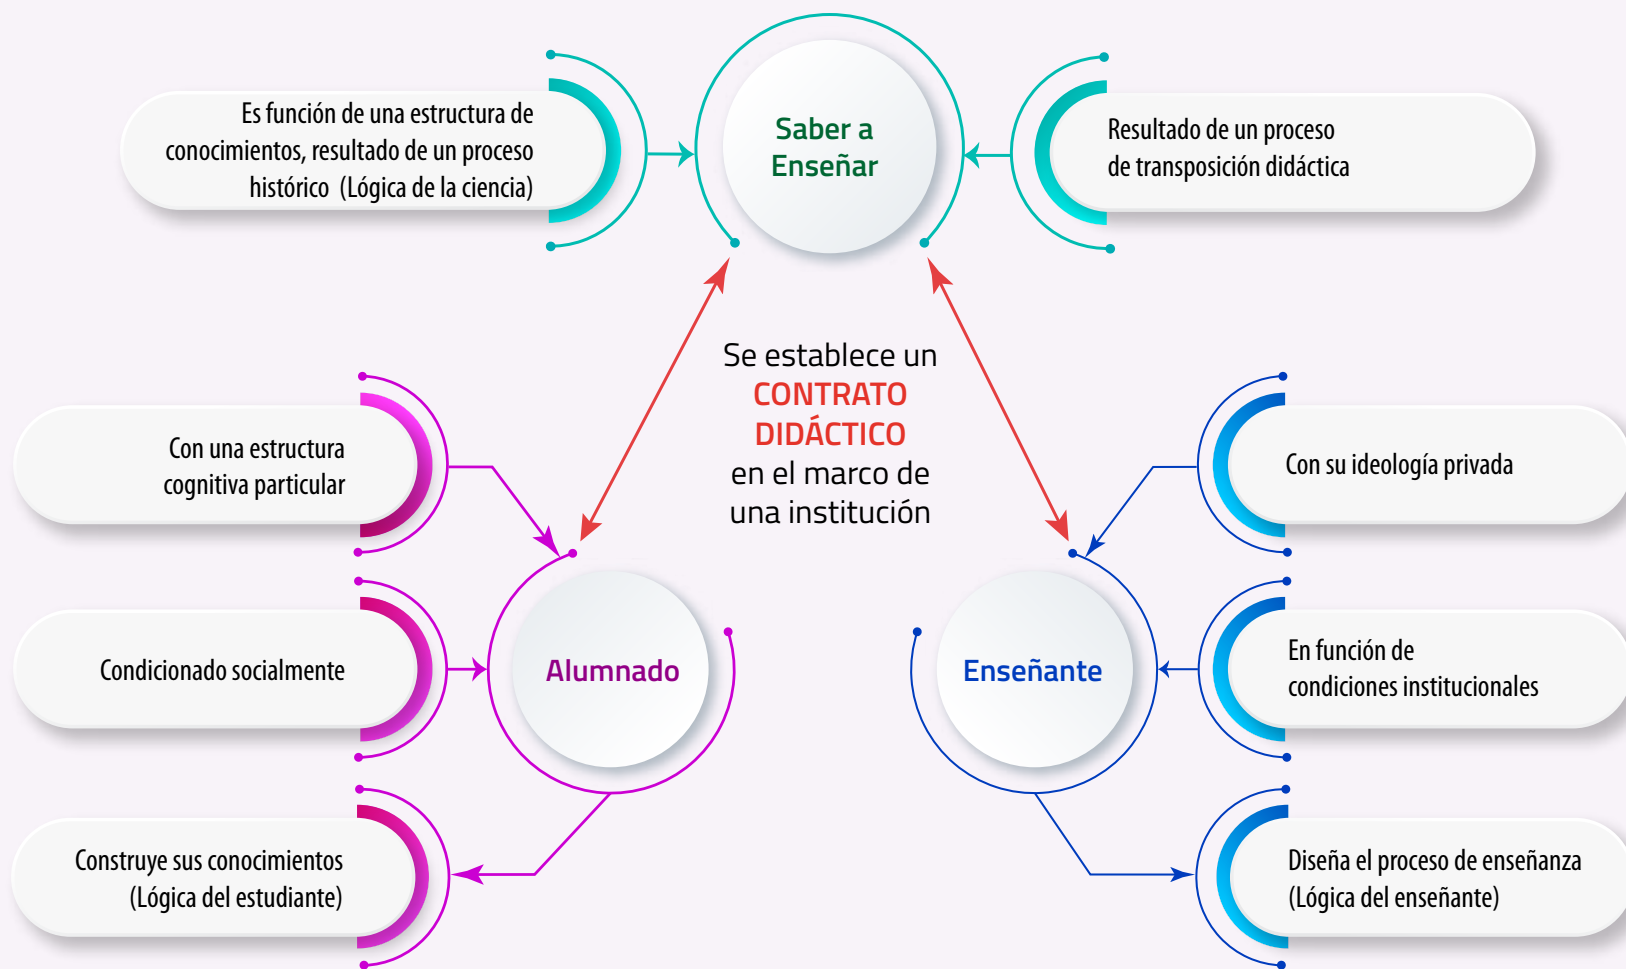 Es función de una estructura de
conocimientos, resultado de un proceso
histórico (Lógica de la ciencia)
Saber a
Enseñar
Resultado de un proceso
de transposición didáctica
Se establece un
CONTRATO
DIDÁCTICO
en el marco de
una institución
Con una estructura
cognitiva particular
Condicionado socialmente
Construye sus conocimientos
(Lógica del estudiante)
Alumnado
Enseñante
Con su ideología privada
En función de
condiciones institucionales
Diseña el proceso de enseñanza
(Lógica del enseñante)